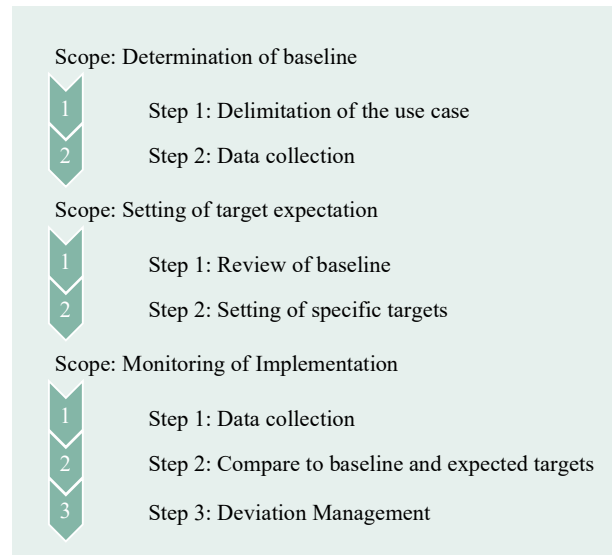 Scope: Determination of baseline
1 Step 1: Delimitation of the use case
2 Step 2: Data collection
Scope: Setting of target expectation
1 Step 1: Review of baseline
2 Step 2: Setting of specific targets
Scope: Monitoring of Implementation
1 Step 1: Data collection
2 Step 2: Compare to baseline and expected targets
3 Step 3: Deviation Management